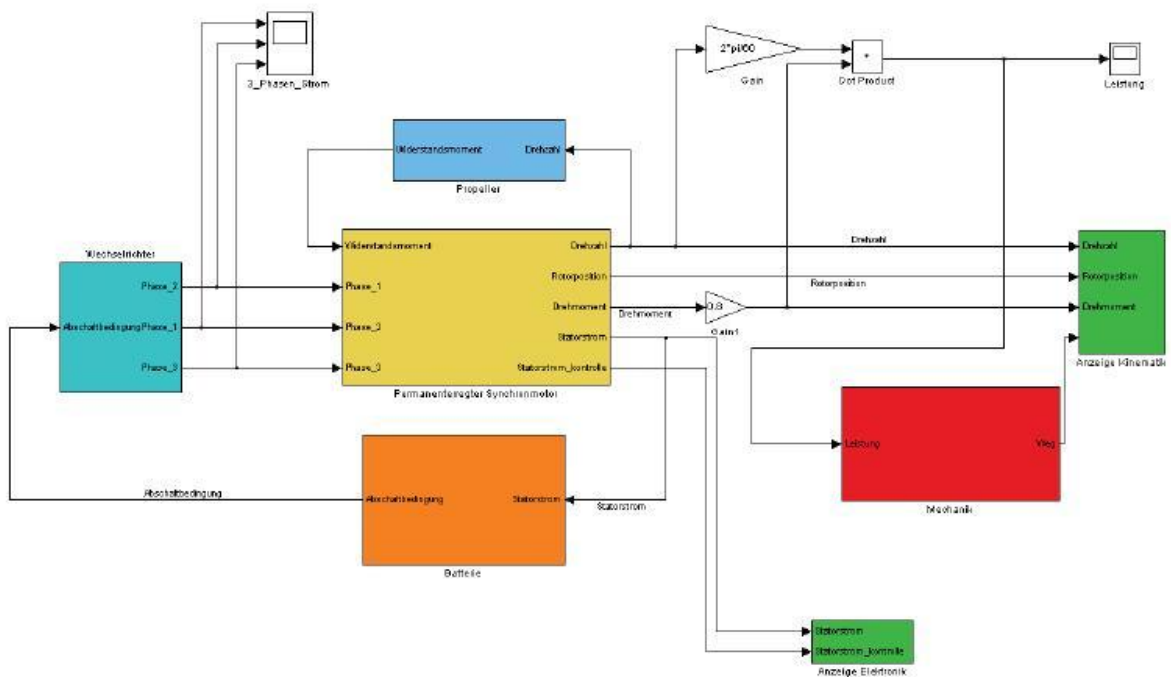 3_Phasen_Strom
2*pi/60
Gain
Dot Product
Leistung
Widerstandsmoment
Drehzahl
Propeller
Wechselrichter
Phase_2
Abschaltbedingung
Phase_1
Phase_3
Widerstandsmoment
Drehzahl
Phase_1
Rotorposition
Drehmoment
Phase_2
Statorstrom
Phase_3
Statorstrom_kontrolle
Permanenterregter Synchronmotor
Drehzahl
Rotorposition
Drehmoment
0.8
Gain1
Drehzahl
Rotorposition
Drehmoment
Anzeige Kinematik
Leistung
Weg
Mechanik
Abschaltbedingung
Abschaltbedingung
Statorstrom
Statorstrom
Batterie
Statorstrom
Statorstrom_kontrolle
Anzeige Elektronik